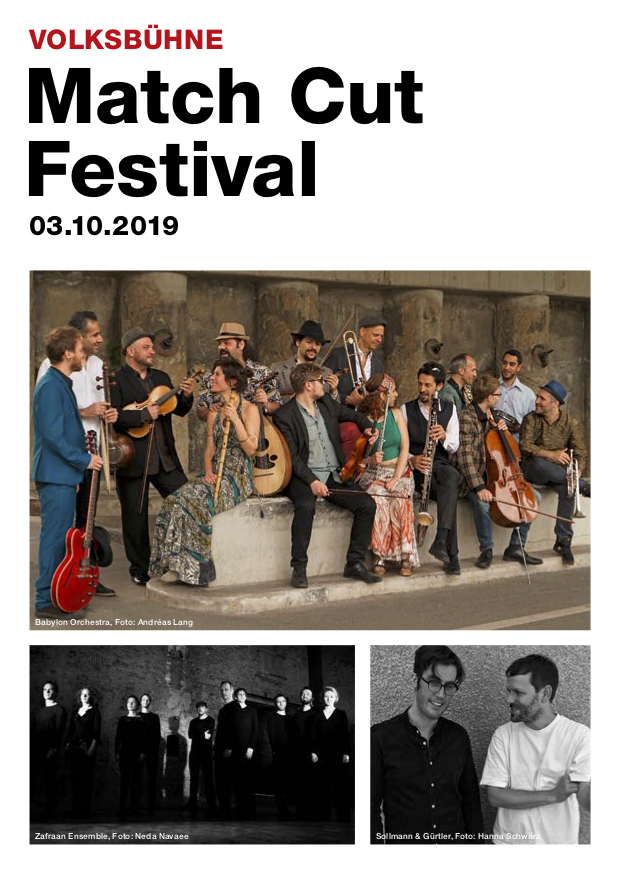 VOLKSBÜHNE
Match Cut
Festival
03.10.2019
Babylon Orchestra, Foto: Andréas Lang
Zafraan Ensemble, Foto: Neda Navaee
Sollmann & Gürtler, Foto: Hanna Schwarz